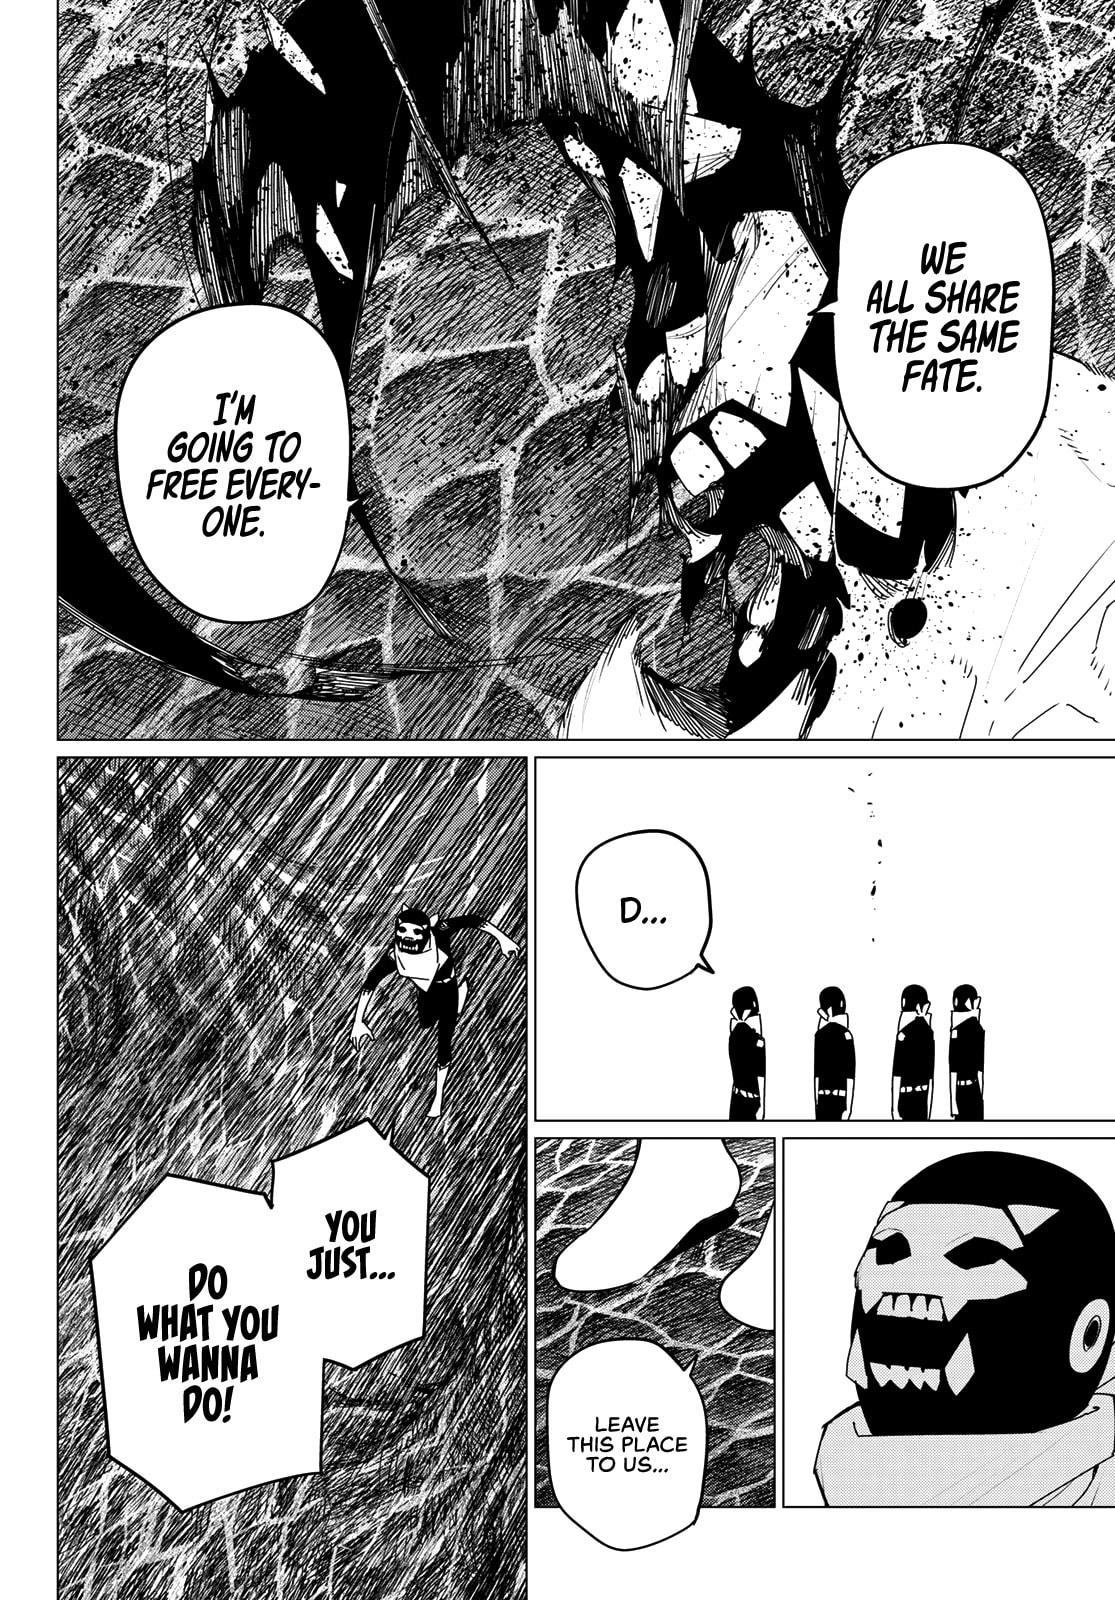 WE
ALL SHARE
THE SAME
FATE.
I'M
GOING TO
FREE EVERY-
ONE.
D...
LEAVE
THIS PLACE
TO US...
YOU
JUST...
DO
WHAT YOU
WANNA
DO!